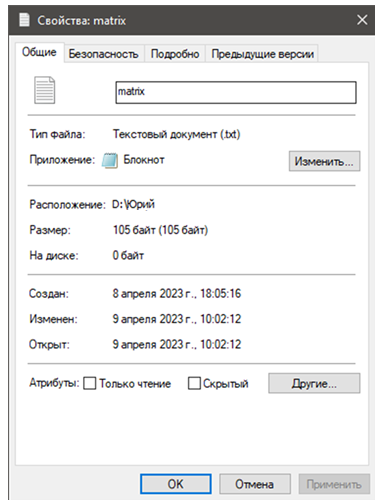 Свойства: matrix
Общие Безопасность Подробно Предыдущие версии
matrix
Тип файла: Текстовый документ (.txt)
Приложение: Блокнот Изменить...
Расположение: D:\Юрий
Размер: 105 байт (105 байт)
На диске: 0 байт
Создан: 8 апреля 2023 г., 18:05:16
Изменен: 9 апреля 2023 г., 10:02:12
Открыт: 9 апреля 2023 г., 10:02:12
Атрибуты: Только чтение Скрытый Другие...
OK Отмена Применить